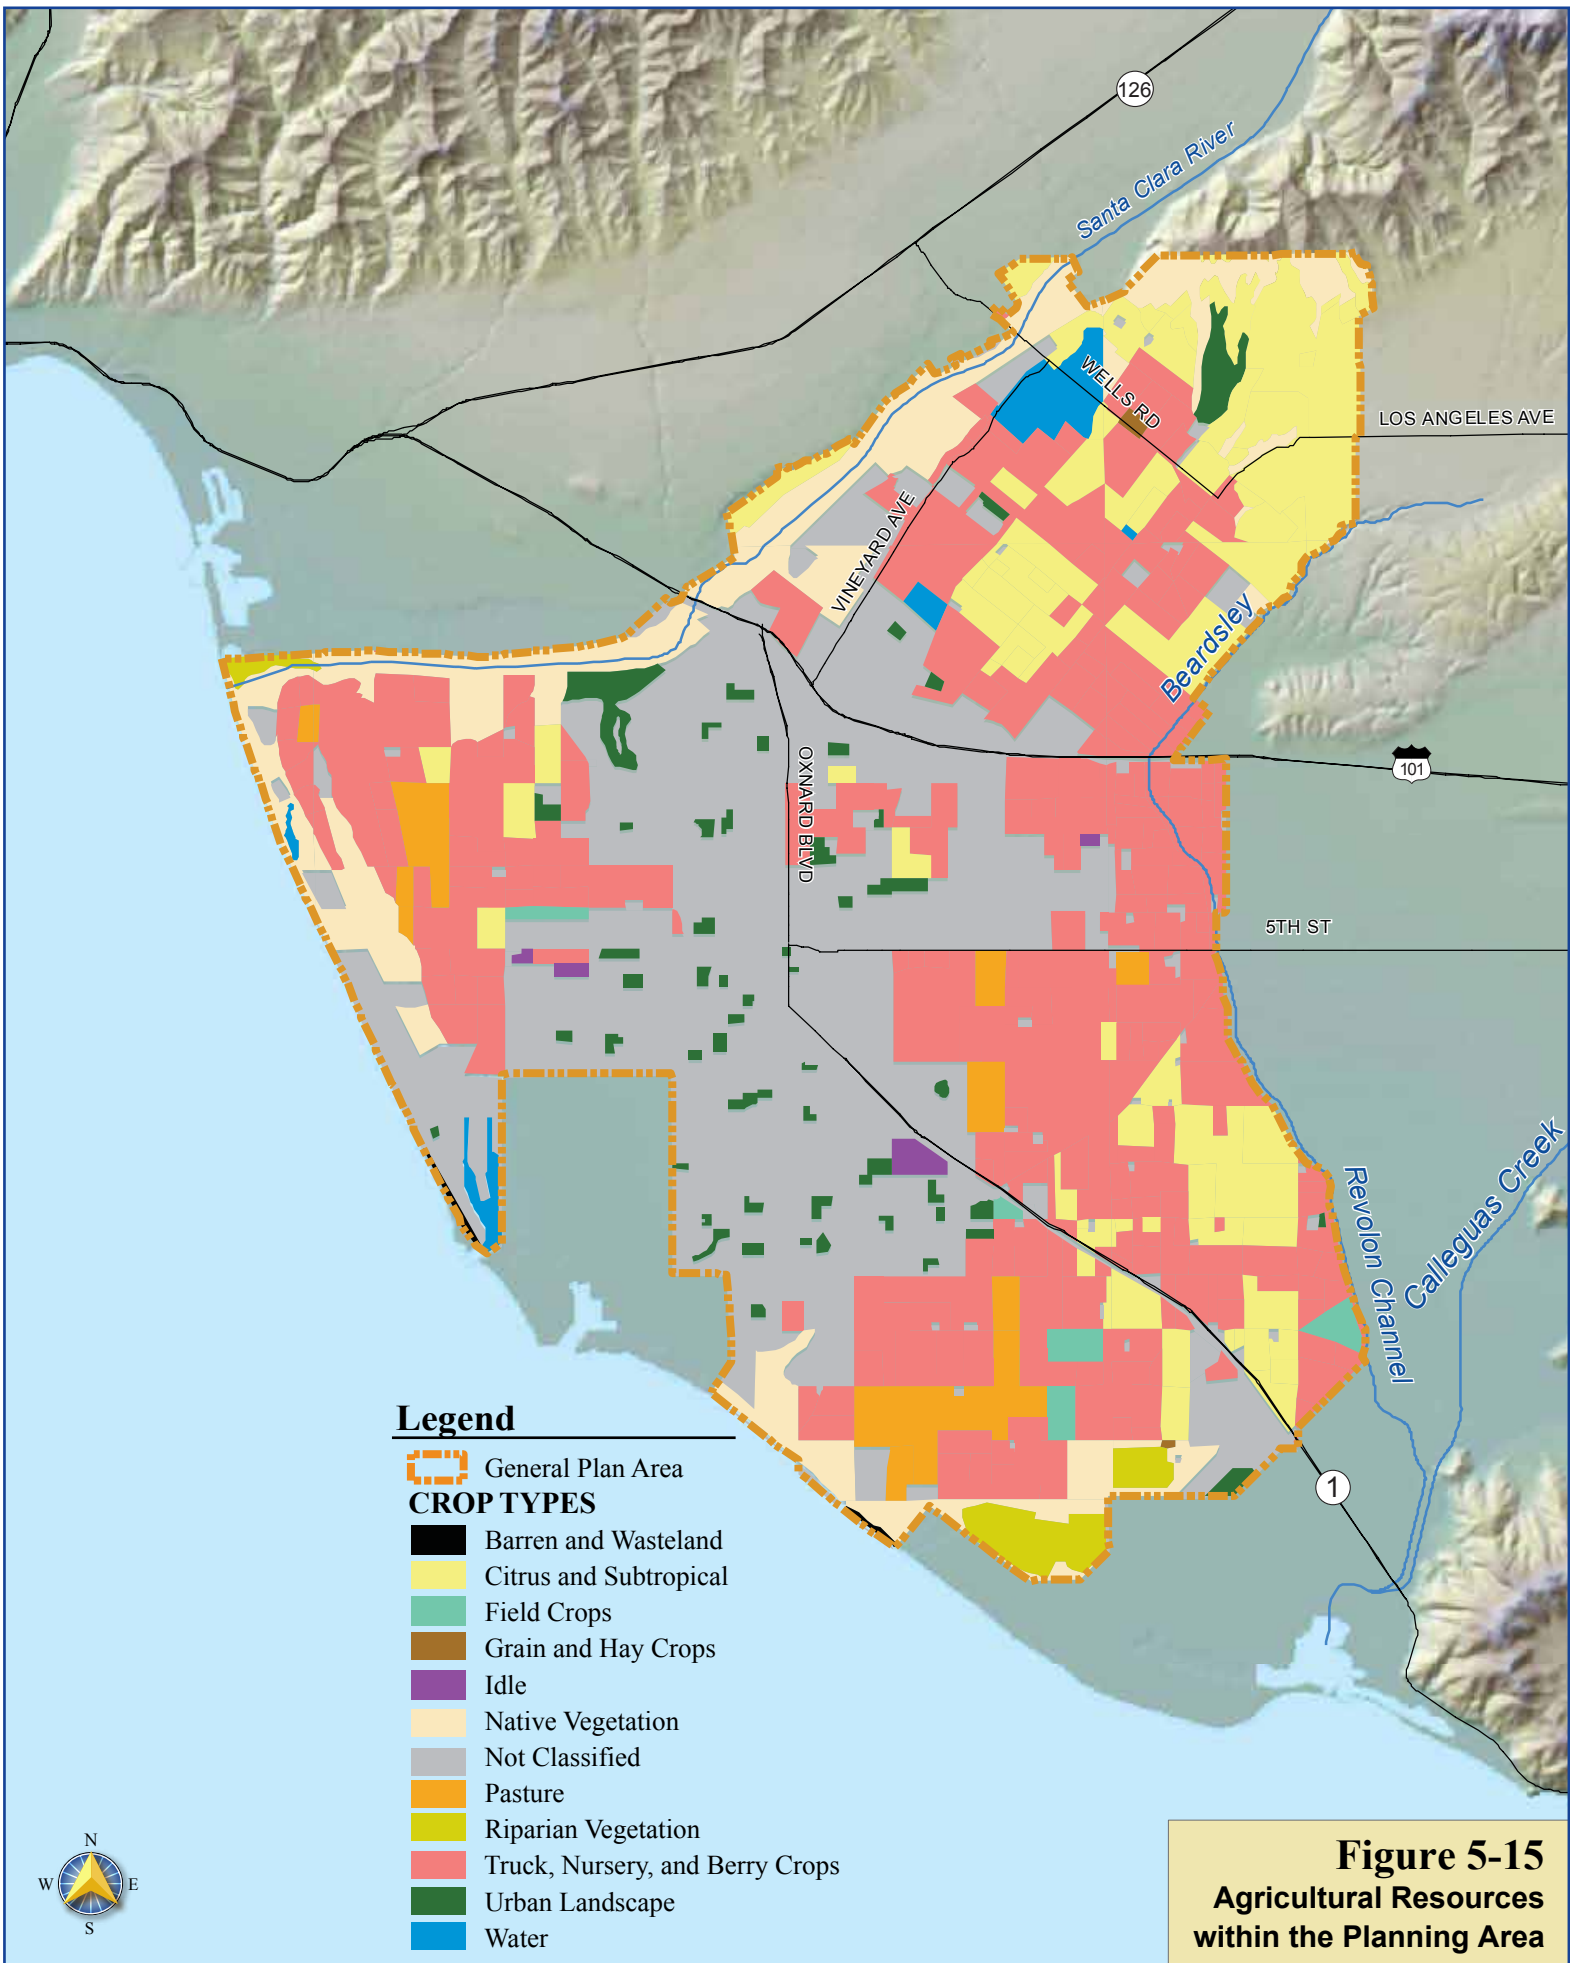 126
Santa Clara River
WELLS RD
LOS ANGELES AVE
VINEYARD AVE
Beardsley
101
OXNARD BLVD
5TH ST
Revolon Channel
Calleguas Creek
1
Legend
General Plan Area
CROP TYPES
Barren and Wasteland
Citrus and Subtropical
Field Crops
Grain and Hay Crops
Idle
Native Vegetation
Not Classified
Pasture
Riparian Vegetation
Truck, Nursery, and Berry Crops
Urban Landscape
Water
N
W E
S
Figure 5-15
Agricultural Resources
within the Planning Area